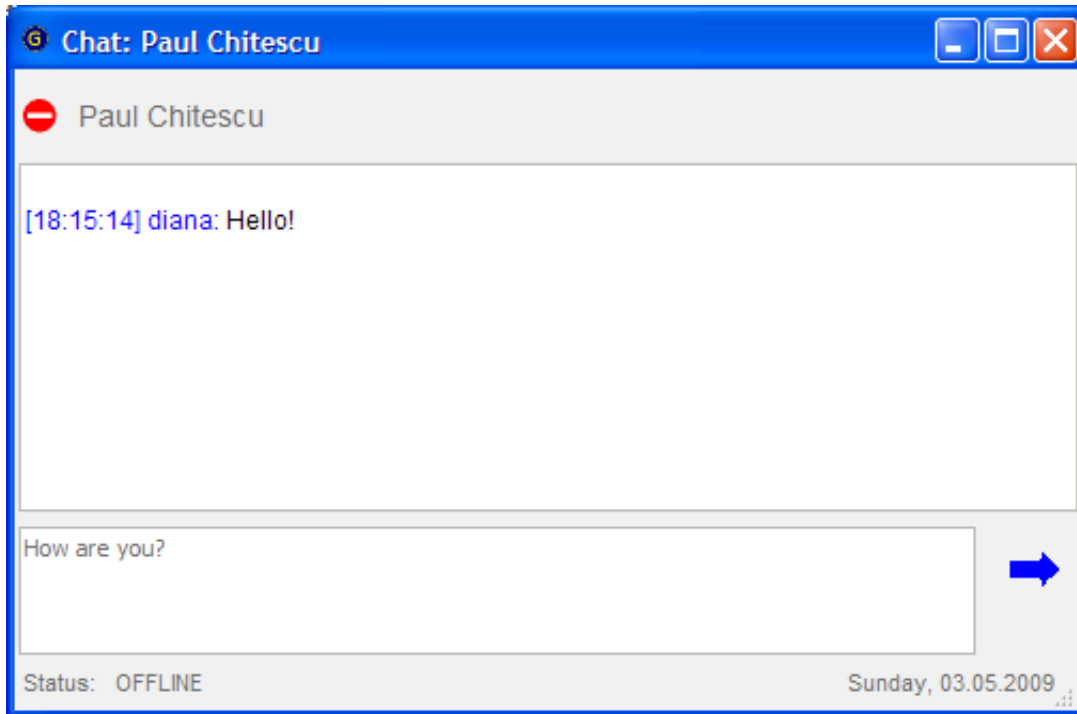 G Chat: Paul Chitescu
Paul Chitescu
[18:15:14] diana: Hello!
How are you?
Status: OFFLINE Sunday, 03.05.2009